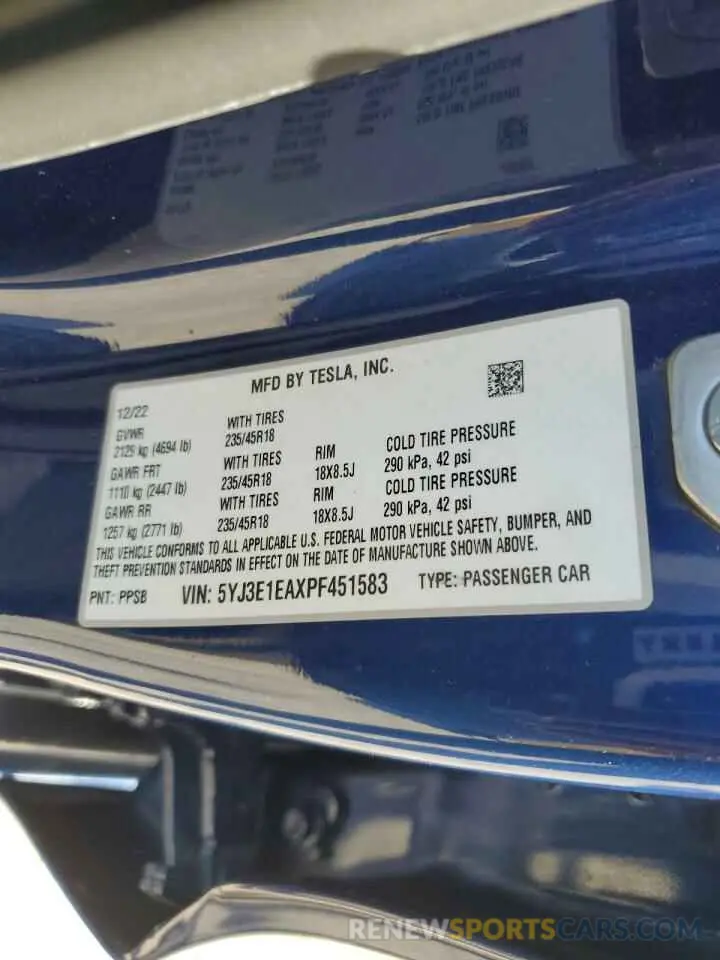 MFD BY TESLA, INC.
12/22
GVWR
2129 kg (4694 lb)
WITH TIRES
235/45R18
GAWR FRT
1110 kg (2447 lb)
WITH TIRES
235/45R18
RIM
18X8.5J
COLD TIRE PRESSURE
290 kPa, 42 psi
GAWR RR
1257 kg (2771 lb)
WITH TIRES
235/45R18
RIM
18X8.5J
COLD TIRE PRESSURE
290 kPa, 42 psi
THIS VEHICLE CONFORMS TO ALL APPLICABLE U.S. FEDERAL MOTOR VEHICLE SAFETY, BUMPER, AND
THEFT PREVENTION STANDARDS IN EFFECT ON THE DATE OF MANUFACTURE SHOWN ABOVE.
PNT: PPSB VIN: 5YJ3E1EAXPF451583 TYPE: PASSENGER CAR
RENEWSPORTSCARS.COM